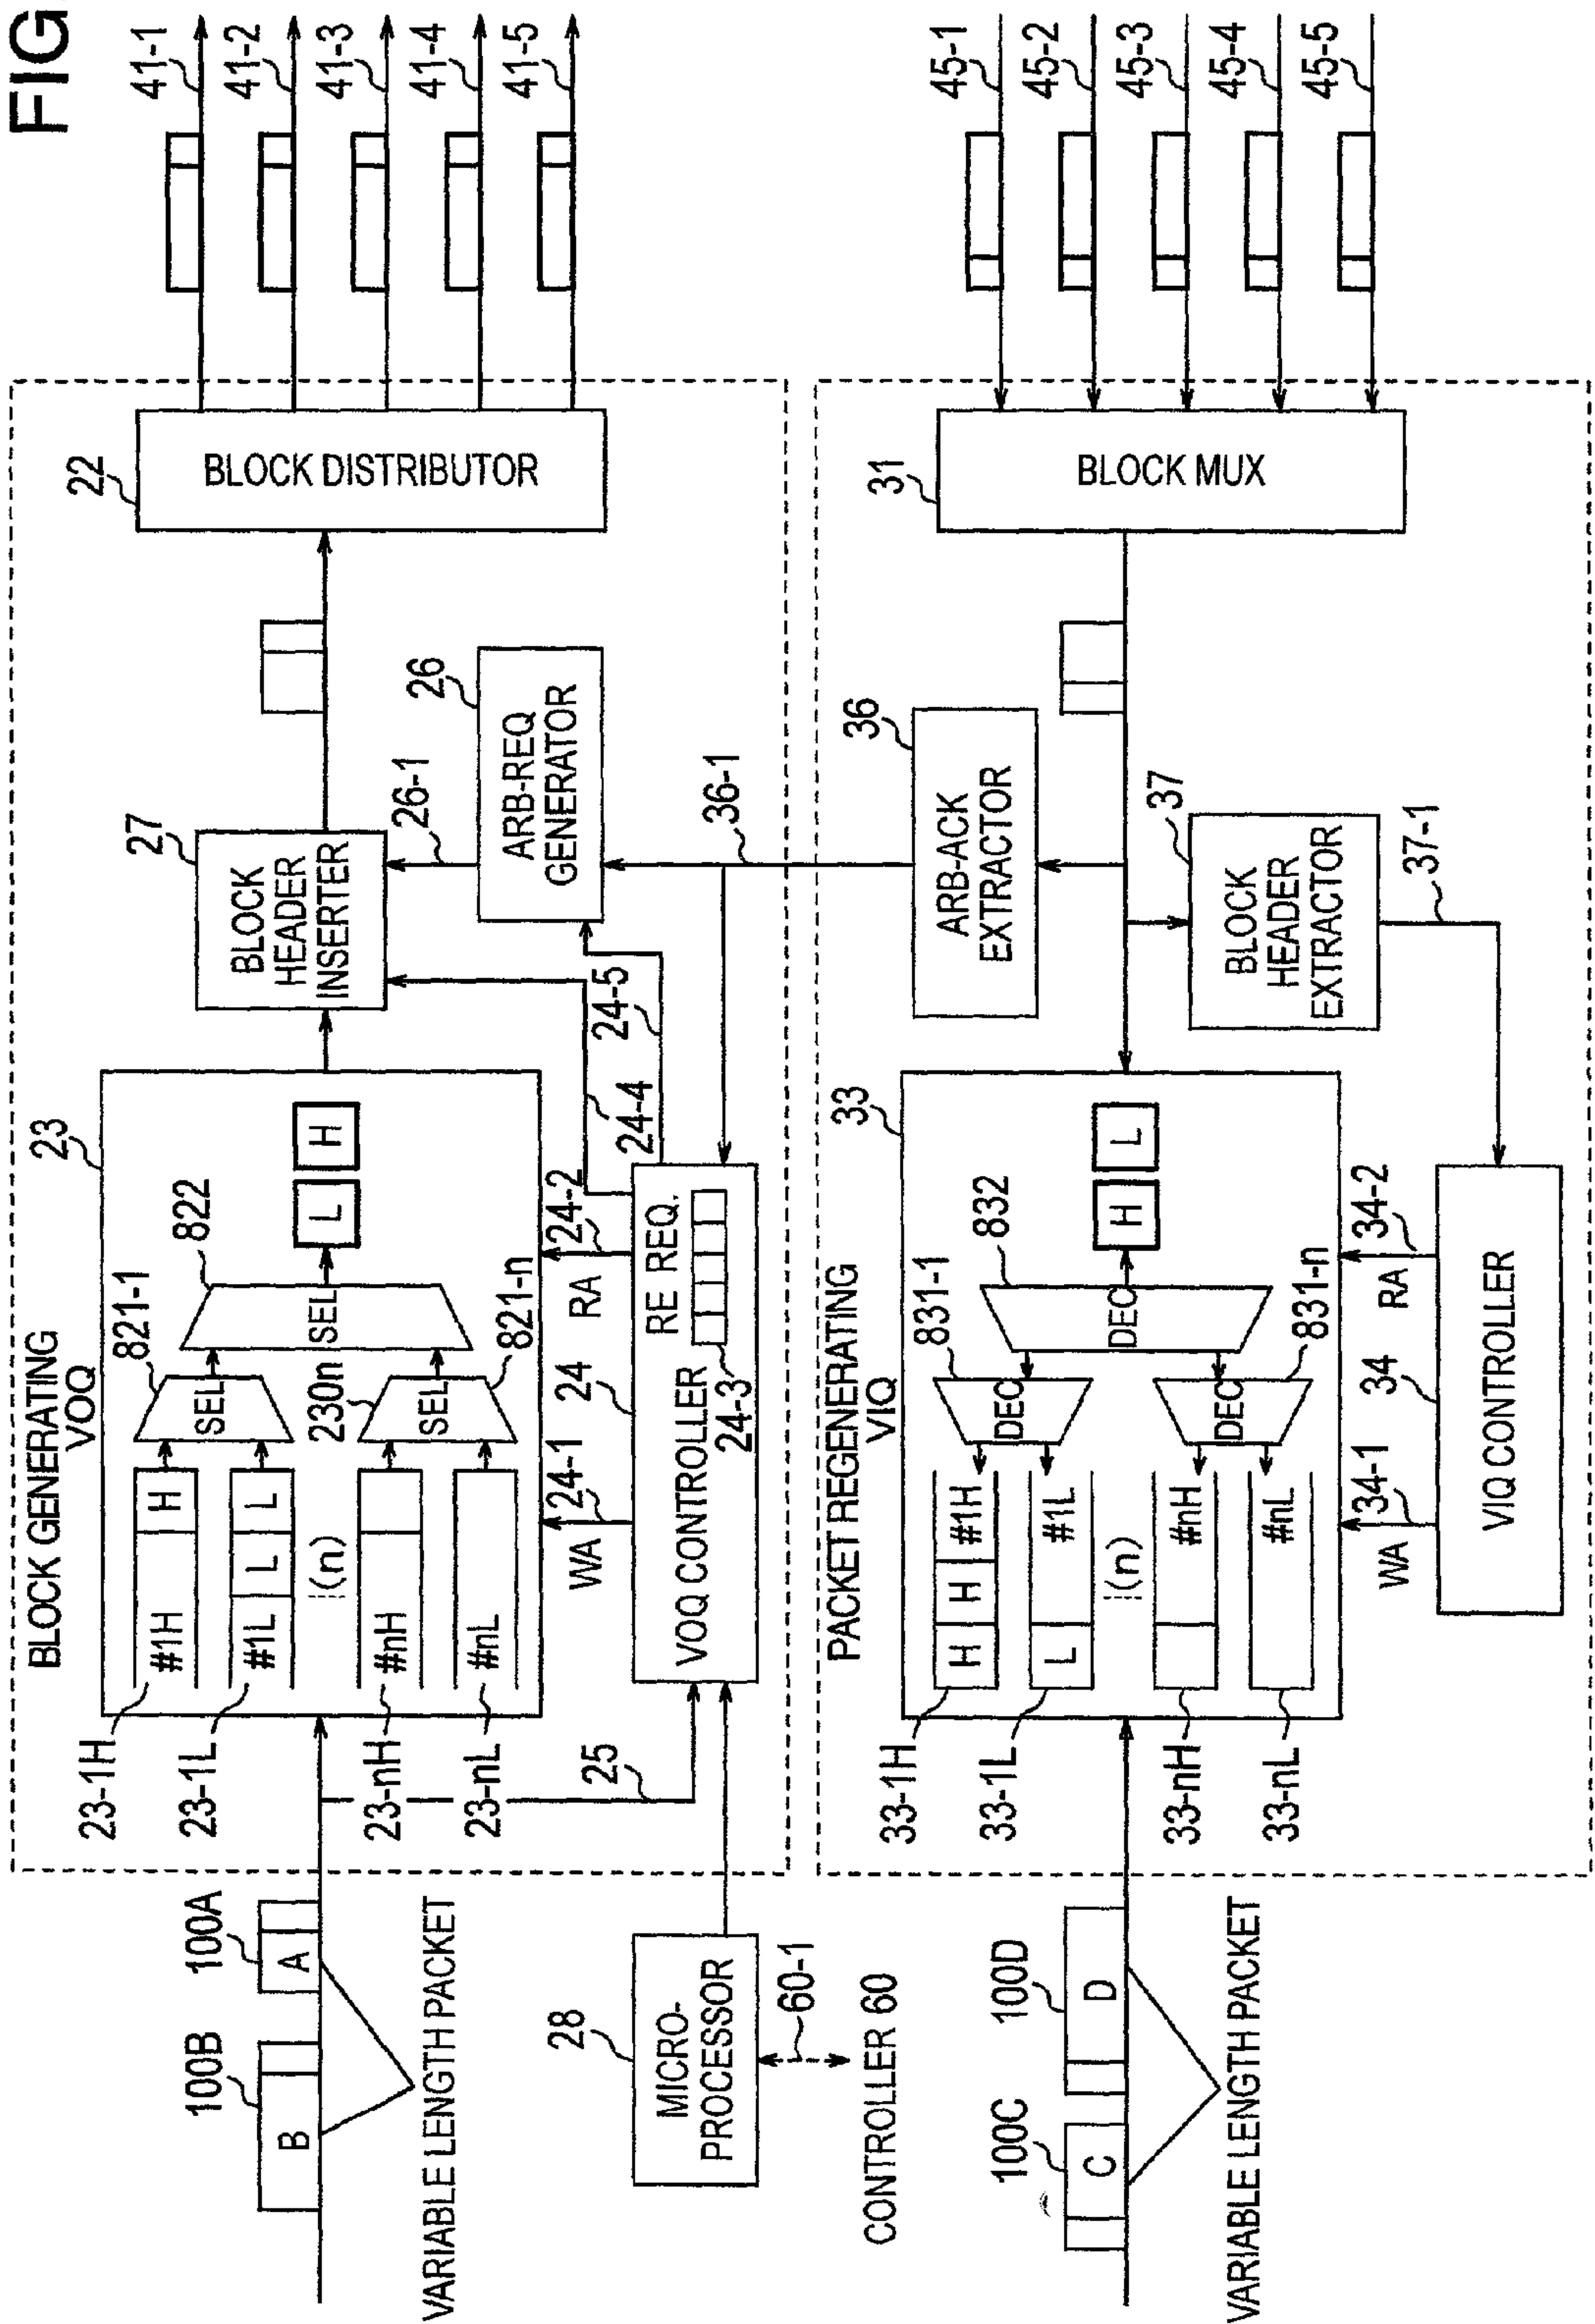 FIG.
BLOCK GENERATING
VOQ
23
23-1H
#1H
H
23-1L
#1L
L
L
(n)
23-nH
#nH
23-nL
#nL
821-1
SEL
230n
SEL
821-n
822
SEL
L
H
27
BLOCK
HEADER
INSERTER
22
BLOCK DISTRIBUTOR
41-1
41-2
41-3
41-4
41-5
100B
B
100A
A
VARIABLE LENGTH PACKET
25
WA
24-1
24
RA
24-2
24-4
24-5
VOQ CONTROLLER
24-3
RE REQ.
26-1
26
ARB-REQ
GENERATOR
36-1
28
MICRO-
PROCESSOR
60-1
CONTROLLER 60
PACKET REGENERATING
VIQ
33
33-1H
H
H
#1H
33-1L
L
#1L
(n)
33-nH
#nH
33-nL
#nL
831-1
DEC
DEC
831-n
832
DEC
H
L
36
ARB-ACK
EXTRACTOR
37
BLOCK
HEADER
EXTRACTOR
37-1
31
BLOCK MUX
45-1
45-2
45-3
45-4
45-5
100C
C
100D
D
VARIABLE LENGTH PACKET
WA
34-1
34
RA
34-2
VIQ CONTROLLER